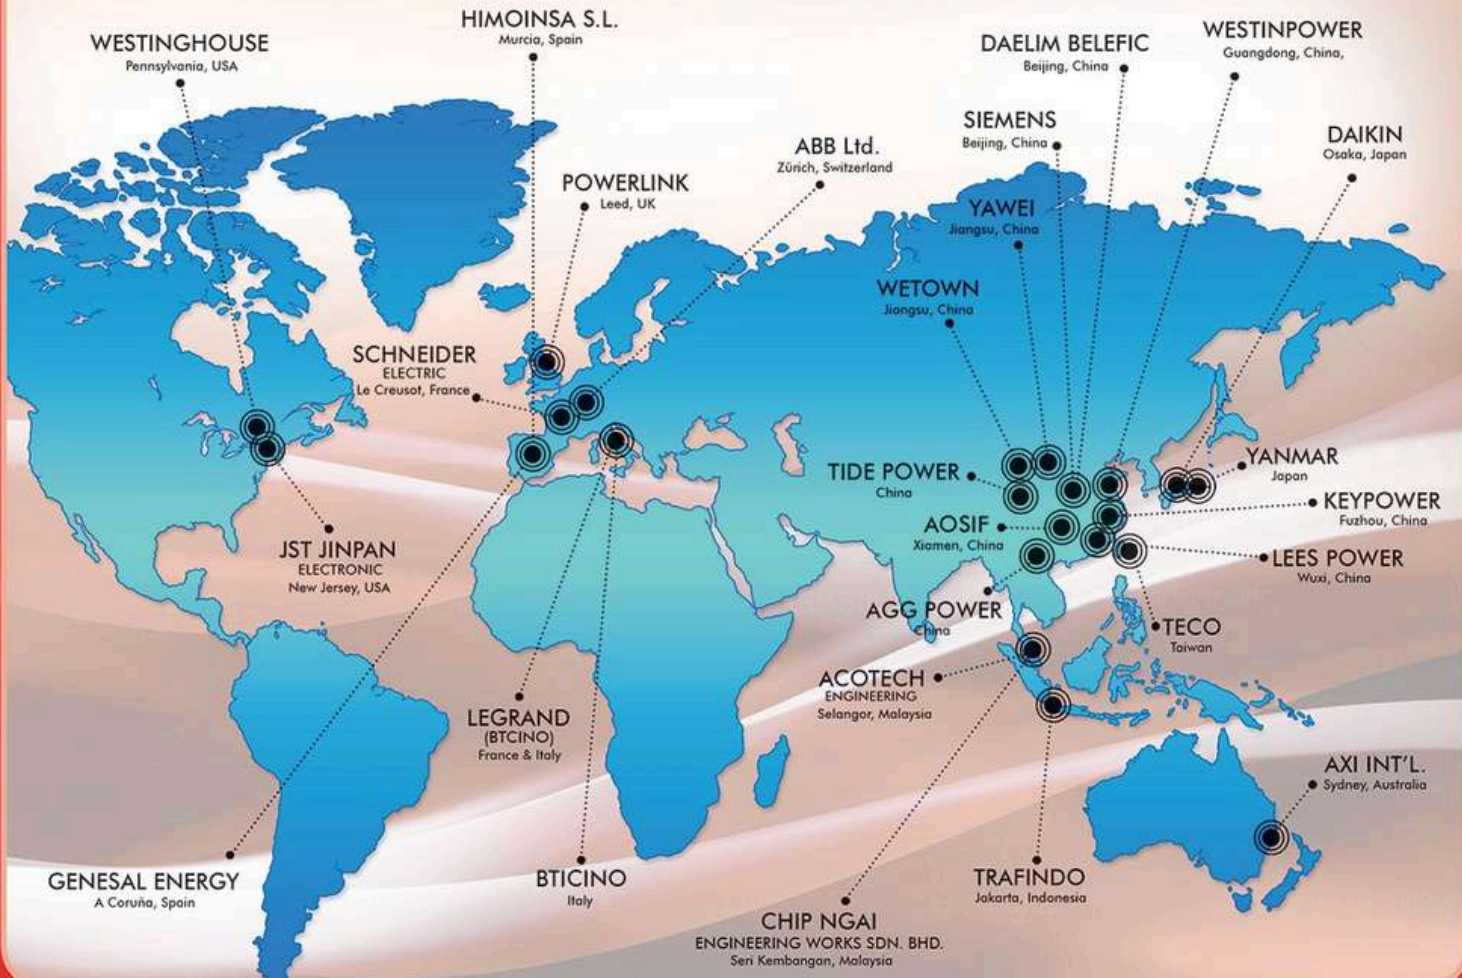 WESTINGHOUSE
Pennsylvania, USA
HIMOINSA S.L.
Murcia, Spain
DAELIM BELEFIC
Beijing, China
WESTINPOWER
Guangdong, China,
SIEMENS
Beijing, China
DAIKIN
Osaka, Japan
ABB Ltd.
Zürich, Switzerland
POWERLINK
Leed, UK
YAWEI
Jiangsu, China
WETOWN
Jiangsu, China
SCHNEIDER
ELECTRIC
Le Creusot, France
TIDE POWER
China
YANMAR
Japan
KEYPOWER
Fuzhou, China
AOSIF
Xiamen, China
JST JINPAN
ELECTRONIC
New Jersey, USA
LEES POWER
Wuxi, China
AGG POWER
China
TECO
Taiwan
ACOTECH
ENGINEERING
Selangor, Malaysia
LEGRAND
(BTCINO)
France & Italy
AXI INT'L.
Sydney, Australia
GENESAL ENERGY
A Coruña, Spain
BTICINO
Italy
TRAFINDO
Jakarta, Indonesia
CHIP NGAI
ENGINEERING WORKS SDN. BHD.
Seri Kembangan, Malaysia